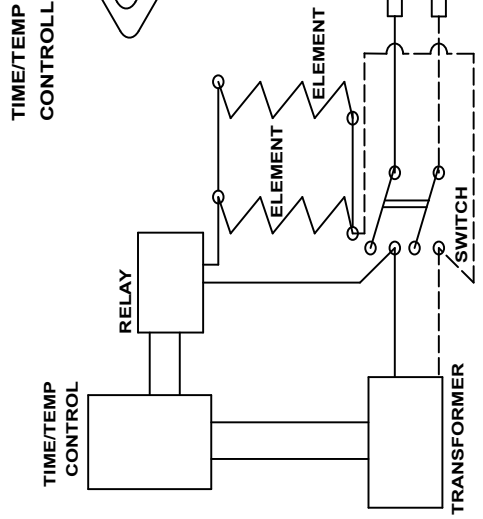 TIME/TEMP
CONTROLL
ELEMENT
ELEMENT
RELAY
TIME/TEMP
CONTROL
SWITCH
TRANSFORMER